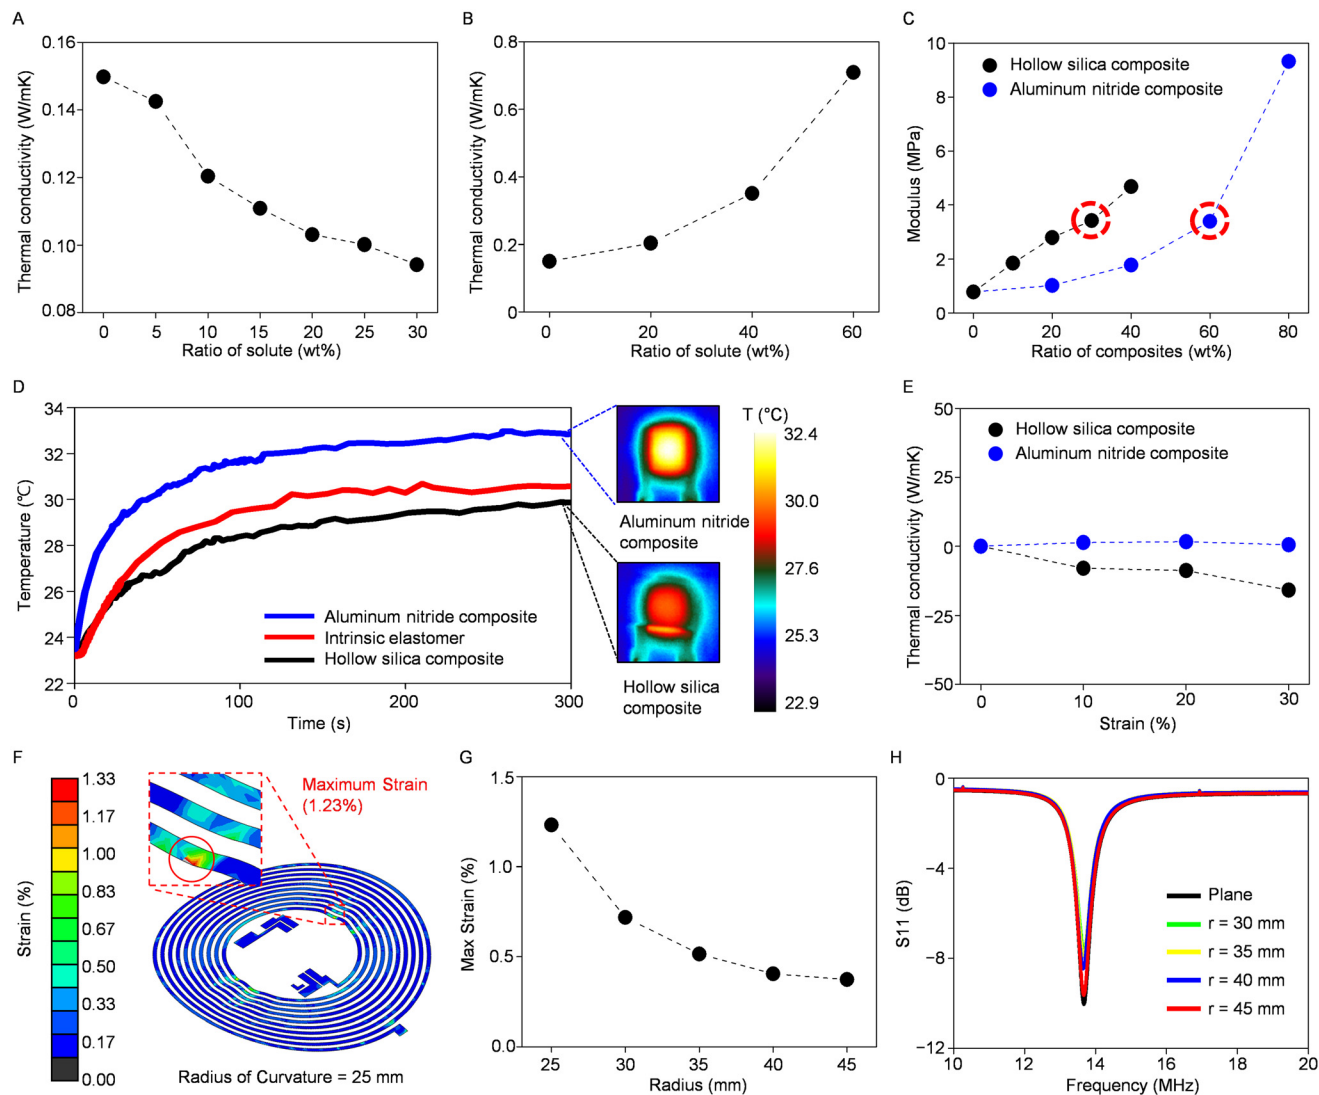 A
0.16
0.14
0.12
0.10
0.08
Thermal conductivity (W/mK)
0 5 10 15 20 25 30
Ratio of solute (wt%)
B
0.8
0.6
0.4
0.2
0
Thermal conductivity (W/mK)
0 20 40 60
Ratio of solute (wt%)
C
10
8
6
4
2
0
Modulus (MPa)
Hollow silica composite
Aluminum nitride composite
0 20 40 60 80
Ratio of composites (wt%)
D
34
32
30
28
26
24
22
Temperature (℃)
Aluminum nitride composite
Intrinsic elastomer
Hollow silica composite
0 100 200 300
Time (s)
Aluminum nitride
composite
Hollow silica
composite
T (°C)
32.4
30.0
27.6
25.3
22.9
E
50
25
0
−25
−50
Thermal conductivity (W/mK)
Hollow silica composite
Aluminum nitride composite
0 10 20 30
Strain (%)
F
1.33
1.17
1.00
0.83
0.67
0.50
0.33
0.17
0.00
Strain (%)
Maximum Strain
(1.23%)
Radius of Curvature = 25 mm
G
1.5
1.0
0.5
0.0
Max Strain (%)
25 30 35 40 45
Radius (mm)
H
0
−4
−8
−12
S11 (dB)
Plane
r = 30 mm
r = 35 mm
r = 40 mm
r = 45 mm
10 12 14 16 18 20
Frequency (MHz)